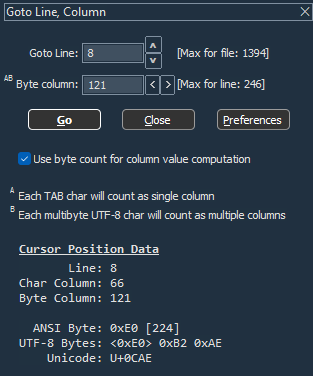 Goto Line, Column
Goto Line: 8 [Max for file: 1394]
AB Byte column: 121 [Max for line: 246]
Go Close Preferences
Use byte count for column value computation
A Each TAB char will count as single column
B Each multibyte UTF-8 char will count as multiple columns
Cursor Position Data
Line: 8
Char Column: 66
Byte Column: 121
ANSI Byte: 0xE0 [224]
UTF-8 Bytes: <0xE0> 0xB2 0xAE
Unicode: U+0CAE